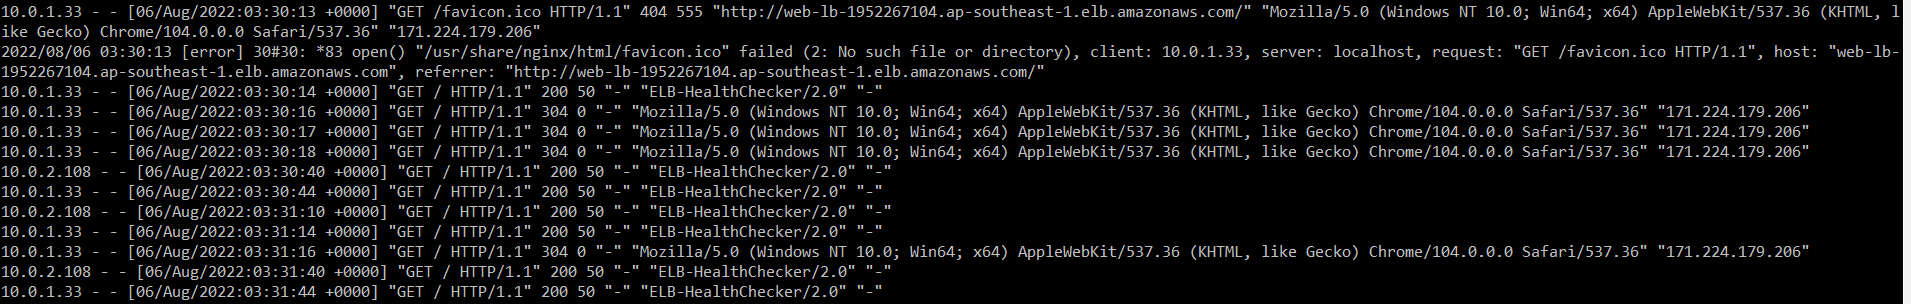 10.0.1.33 - - [06/Aug/2022:03:30:13 +0000] "GET /favicon.ico HTTP/1.1" 404 555 "http://web-lb-1952267104.ap-southeast-1.elb.amazonaws.com/" "Mozilla/5.0 (Windows NT 10.0; Win64; x64) AppleWebKit/537.36 (KHTML, l
ike Gecko) Chrome/104.0.0.0 Safari/537.36" "171.224.179.206"
2022/08/06 03:30:13 [error] 30#30: *83 open() "/usr/share/nginx/html/favicon.ico" failed (2: No such file or directory), client: 10.0.1.33, server: localhost, request: "GET /favicon.ico HTTP/1.1", host: "web-lb-
1952267104.ap-southeast-1.elb.amazonaws.com", referrer: "http://web-lb-1952267104.ap-southeast-1.elb.amazonaws.com/"
10.0.1.33 - - [06/Aug/2022:03:30:14 +0000] "GET / HTTP/1.1" 200 50 "-" "ELB-HealthChecker/2.0" "-"
10.0.1.33 - - [06/Aug/2022:03:30:16 +0000] "GET / HTTP/1.1" 304 0 "-" "Mozilla/5.0 (Windows NT 10.0; Win64; x64) AppleWebKit/537.36 (KHTML, like Gecko) Chrome/104.0.0.0 Safari/537.36" "171.224.179.206"
10.0.1.33 - - [06/Aug/2022:03:30:17 +0000] "GET / HTTP/1.1" 304 0 "-" "Mozilla/5.0 (Windows NT 10.0; Win64; x64) AppleWebKit/537.36 (KHTML, like Gecko) Chrome/104.0.0.0 Safari/537.36" "171.224.179.206"
10.0.1.33 - - [06/Aug/2022:03:30:18 +0000] "GET / HTTP/1.1" 304 0 "-" "Mozilla/5.0 (Windows NT 10.0; Win64; x64) AppleWebKit/537.36 (KHTML, like Gecko) Chrome/104.0.0.0 Safari/537.36" "171.224.179.206"
10.0.2.108 - - [06/Aug/2022:03:30:40 +0000] "GET / HTTP/1.1" 200 50 "-" "ELB-HealthChecker/2.0" "-"
10.0.1.33 - - [06/Aug/2022:03:30:44 +0000] "GET / HTTP/1.1" 200 50 "-" "ELB-HealthChecker/2.0" "-"
10.0.2.108 - - [06/Aug/2022:03:31:10 +0000] "GET / HTTP/1.1" 200 50 "-" "ELB-HealthChecker/2.0" "-"
10.0.1.33 - - [06/Aug/2022:03:31:14 +0000] "GET / HTTP/1.1" 200 50 "-" "ELB-HealthChecker/2.0" "-"
10.0.1.33 - - [06/Aug/2022:03:31:16 +0000] "GET / HTTP/1.1" 304 0 "-" "Mozilla/5.0 (Windows NT 10.0; Win64; x64) AppleWebKit/537.36 (KHTML, like Gecko) Chrome/104.0.0.0 Safari/537.36" "171.224.179.206"
10.0.2.108 - - [06/Aug/2022:03:31:40 +0000] "GET / HTTP/1.1" 200 50 "-" "ELB-HealthChecker/2.0" "-"
10.0.1.33 - - [06/Aug/2022:03:31:44 +0000] "GET / HTTP/1.1" 200 50 "-" "ELB-HealthChecker/2.0" "-"